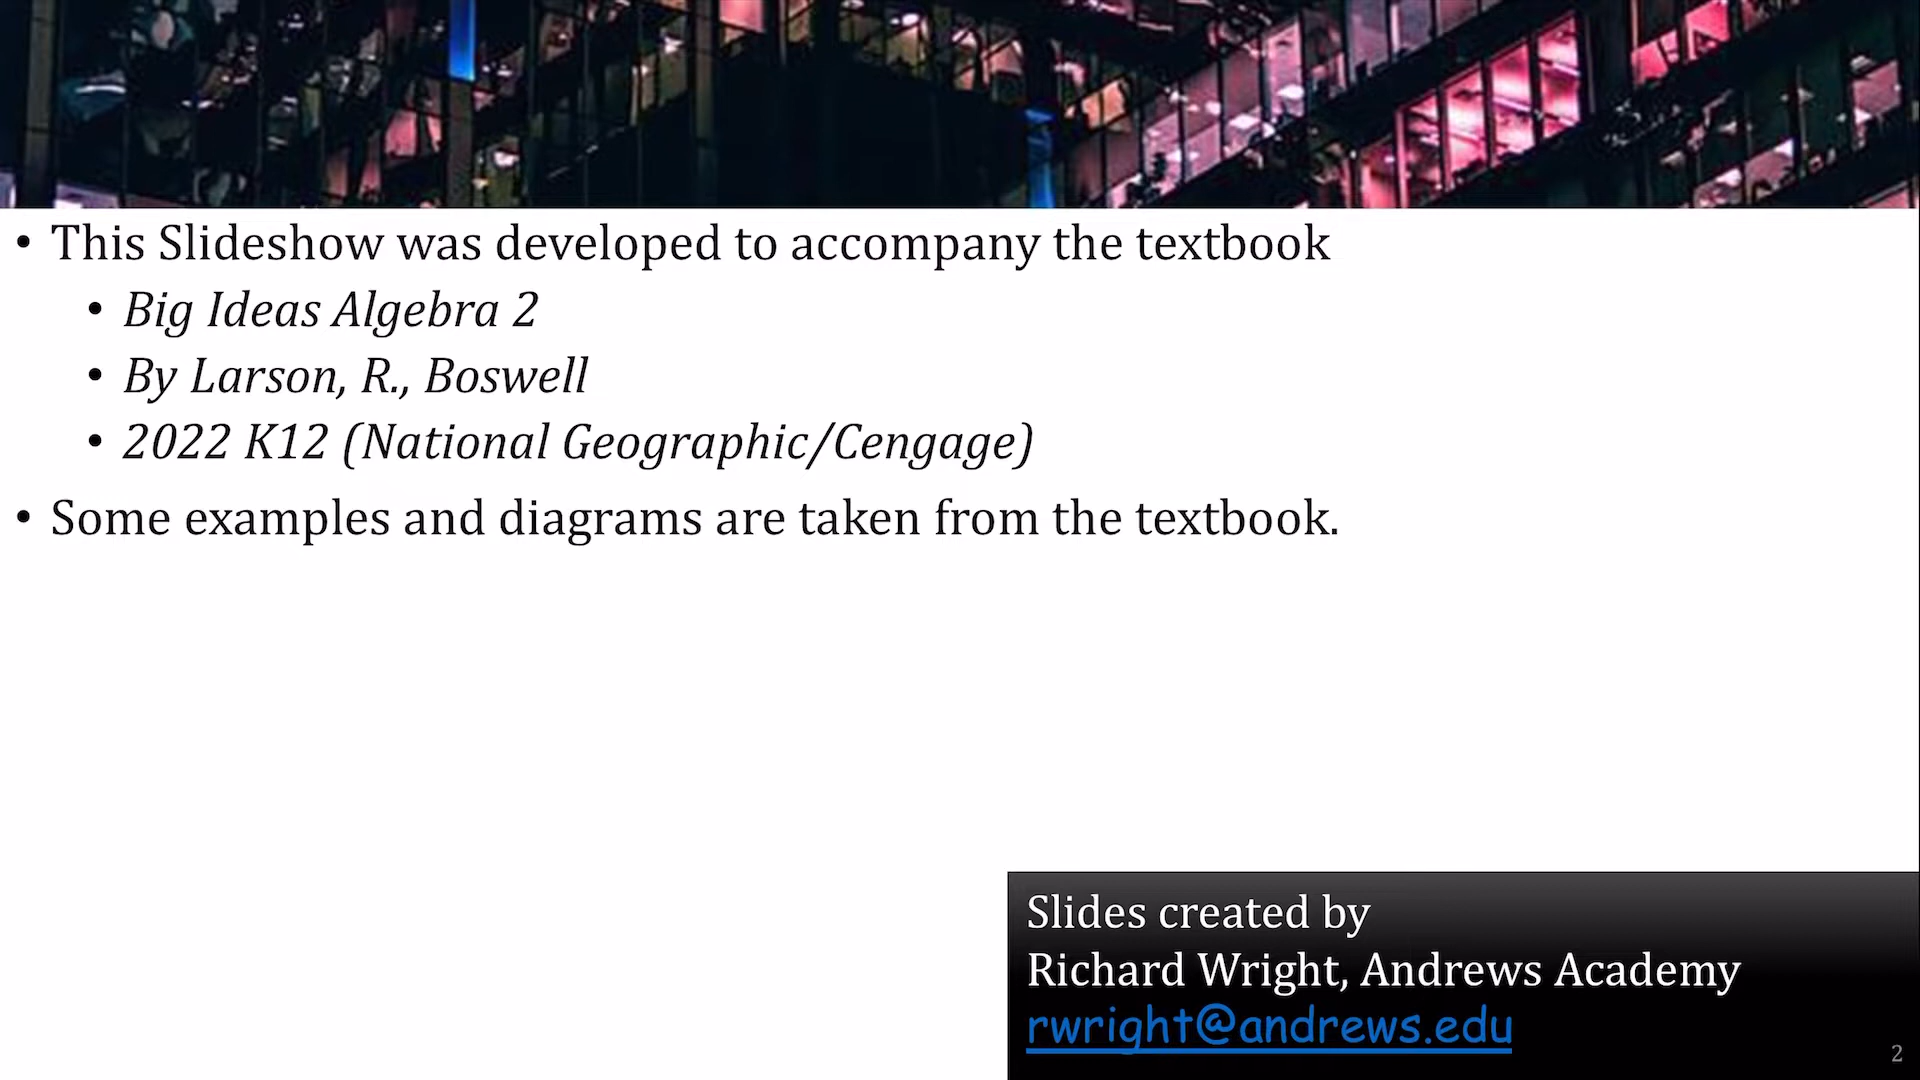 • This Slideshow was developed to accompany the textbook
• Big Ideas Algebra 2
• By Larson, R., Boswell
• 2022 K12 (National Geographic/Cengage)
• Some examples and diagrams are taken from the textbook.
Slides created by
Richard Wright, Andrews Academy
rwright@andrews.edu
2